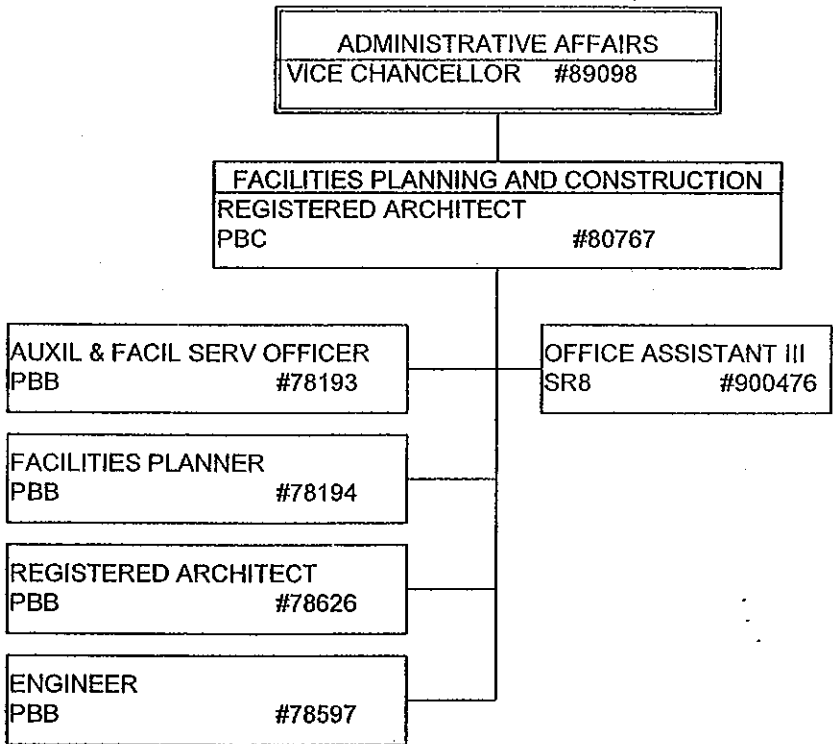 ADMINISTRATIVE AFFAIRS
VICE CHANCELLOR #89098
FACILITIES PLANNING AND CONSTRUCTION
REGISTERED ARCHITECT
PBC #80767
AUXIL & FACIL SERV OFFICER
PBB #78193
OFFICE ASSISTANT III
SR8 #900476
FACILITIES PLANNER
PBB #78194
REGISTERED ARCHITECT
PBB #78626
ENGINEER
PBB #78597